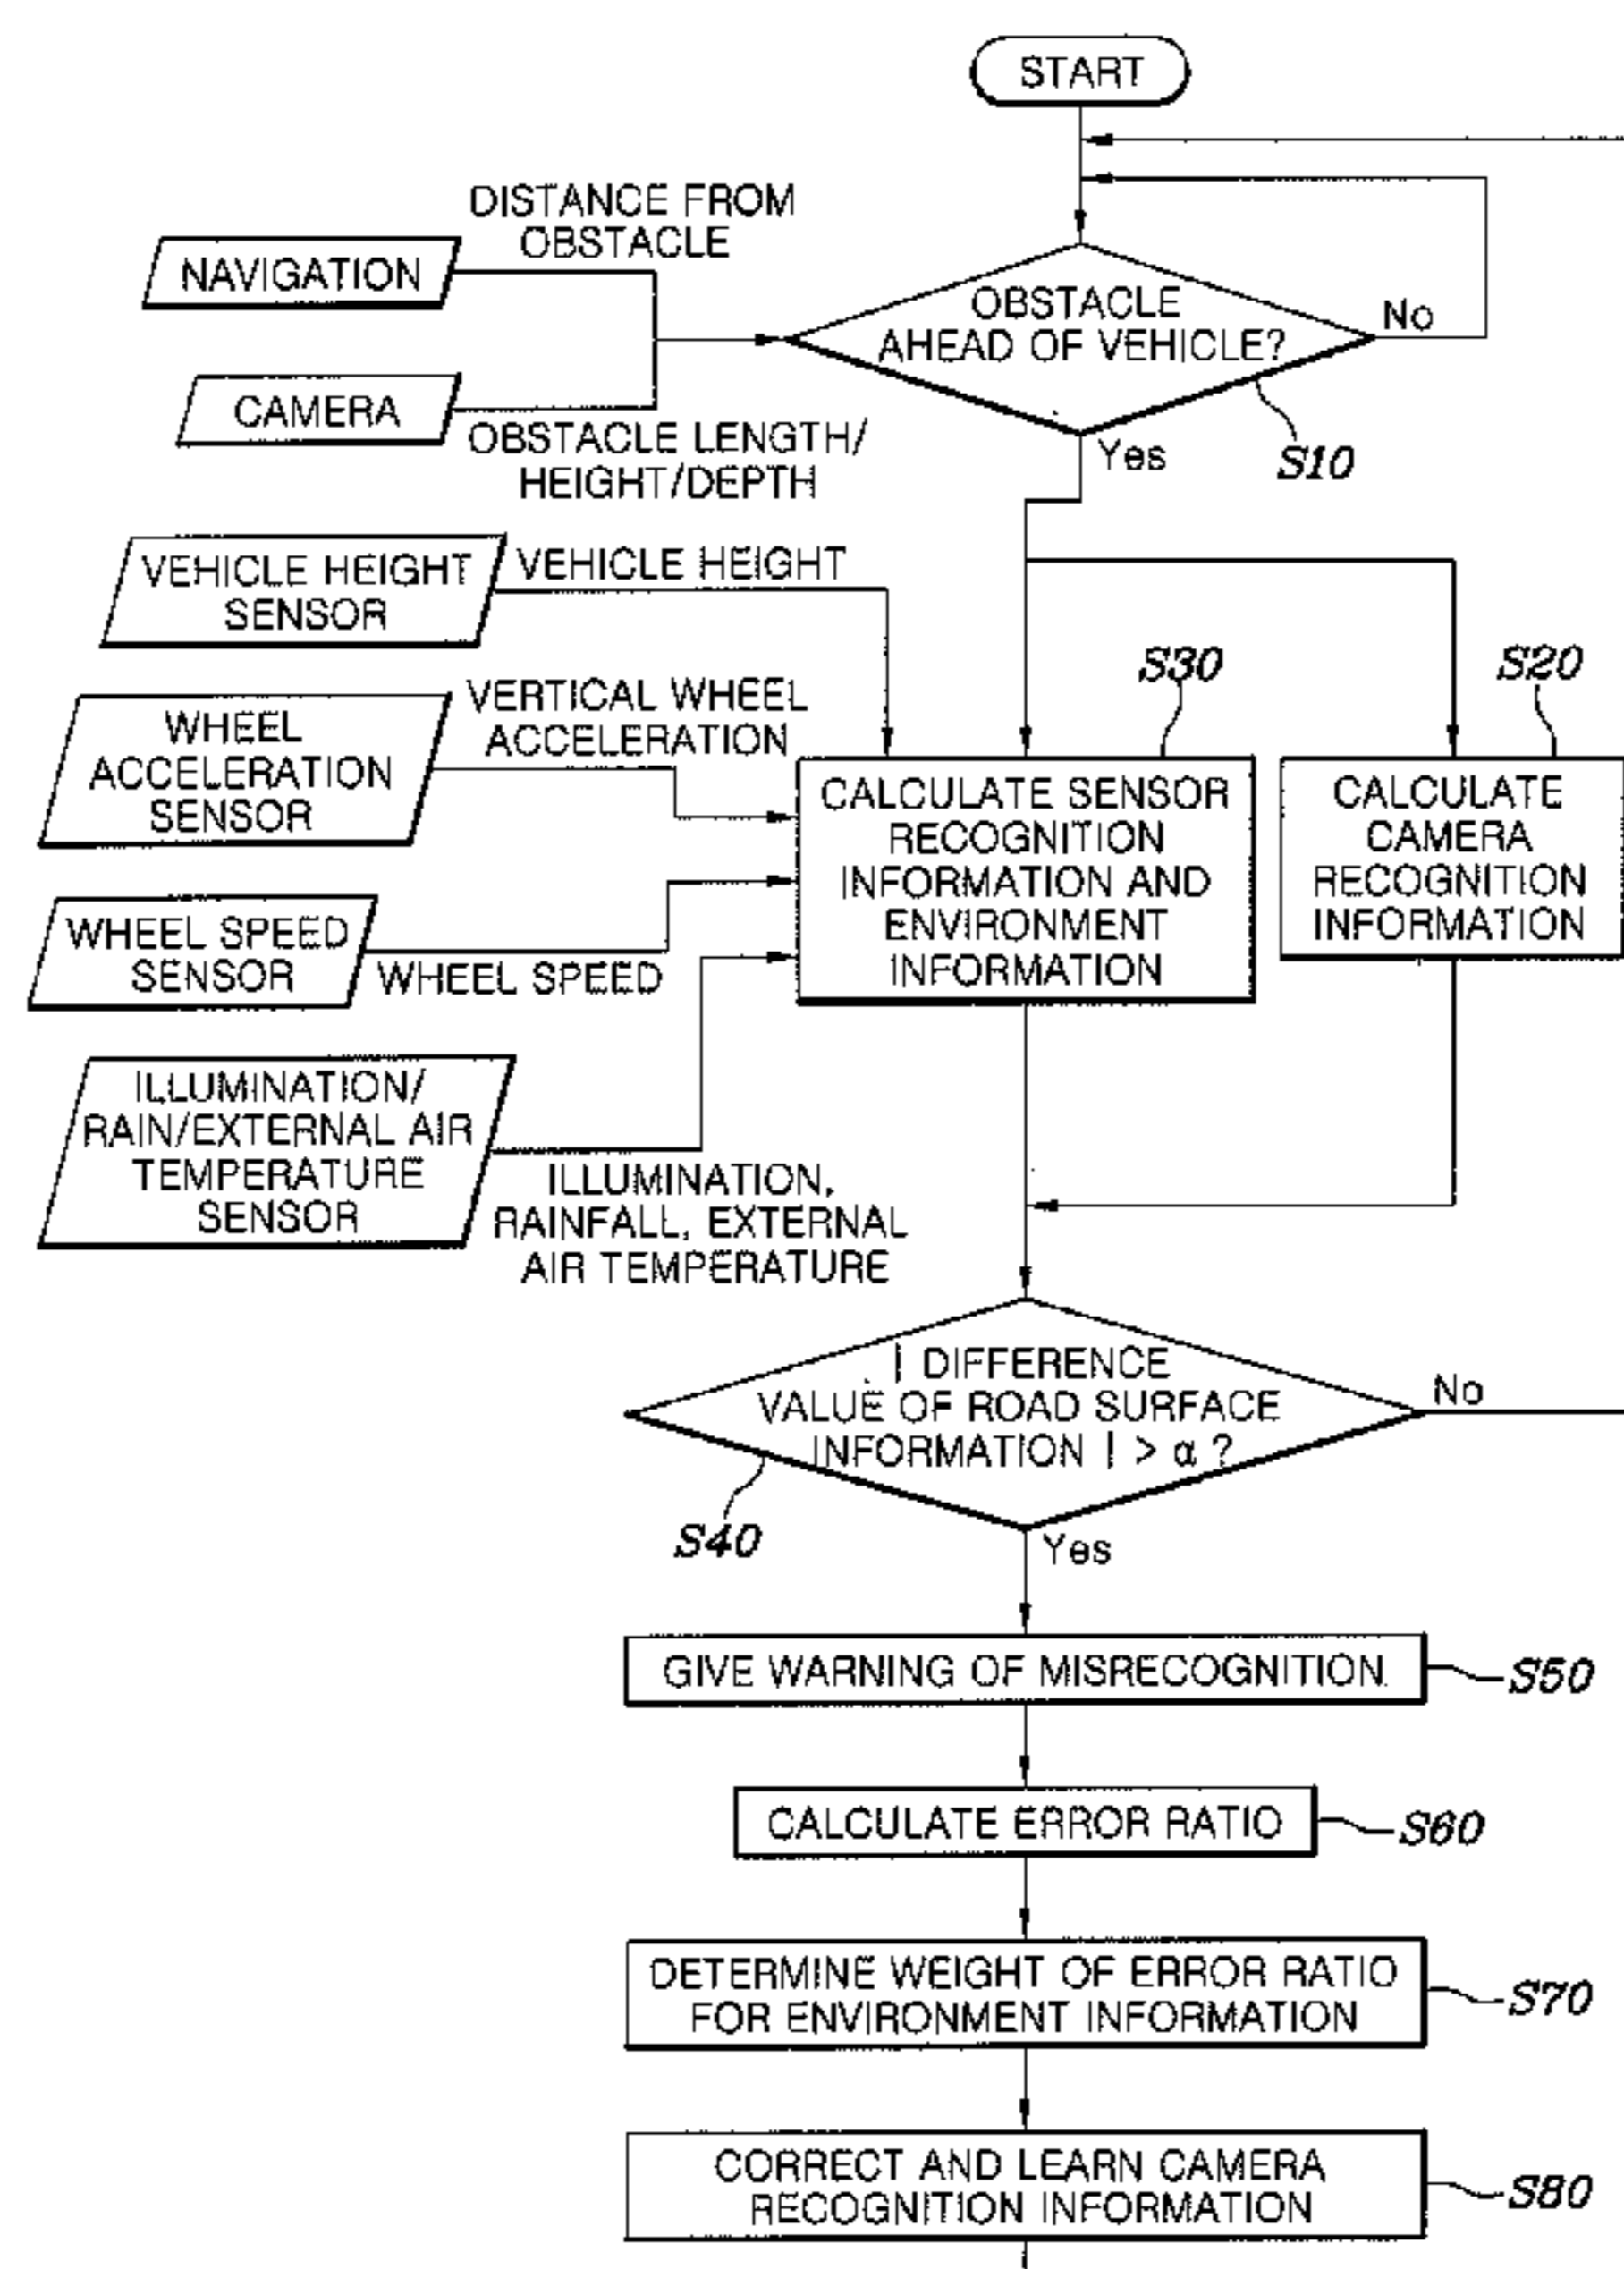 START
DISTANCE FROM
OBSTACLE
NAVIGATION
OBSTACLE
AHEAD OF VEHICLE?
No
CAMERA
OBSTACLE LENGTH/
HEIGHT/DEPTH
Yes
S10
VEHICLE HEIGHT
SENSOR
VEHICLE HEIGHT
S30
S20
WHEEL
ACCELERATION
SENSOR
VERTICAL WHEEL
ACCELERATION
CALCULATE SENSOR
RECOGNITION
INFORMATION AND
ENVIRONMENT
INFORMATION
CALCULATE
CAMERA
RECOGNITION
INFORMATION
WHEEL SPEED
SENSOR
WHEEL SPEED
ILLUMINATION/
RAIN/EXTERNAL AIR
TEMPERATURE
SENSOR
ILLUMINATION,
RAINFALL, EXTERNAL
AIR TEMPERATURE
| DIFFERENCE
VALUE OF ROAD SURFACE
INFORMATION | > α ?
No
S40
Yes
GIVE WARNING OF MISRECOGNITION
S50
CALCULATE ERROR RATIO
S60
DETERMINE WEIGHT OF ERROR RATIO
FOR ENVIRONMENT INFORMATION
S70
CORRECT AND LEARN CAMERA
RECOGNITION INFORMATION
S80